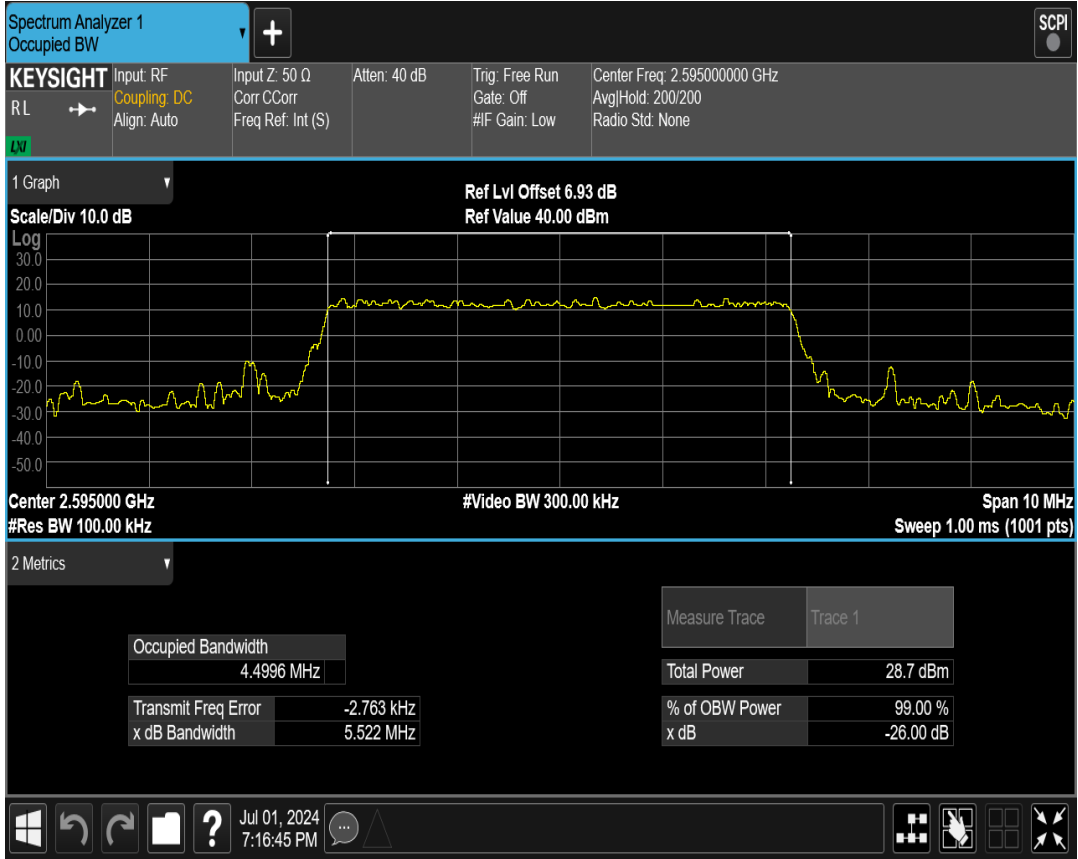 Spectrum Analyzer 1
Occupied BW
+
SCPI
KEYSIGHT
RL
LXI
Input: RF
Coupling: DC
Align: Auto
Input Z: 50 Ω
Corr CCorr
Freq Ref: Int (S)
Atten: 40 dB
Trig: Free Run
Gate: Off
#IF Gain: Low
Center Freq: 2.595000000 GHz
Avg|Hold: 200/200
Radio Std: None
1 Graph
Scale/Div 10.0 dB
Ref Lvl Offset 6.93 dB
Ref Value 40.00 dBm
Log
30.0
20.0
10.0
0.00
-10.0
-20.0
-30.0
-40.0
-50.0
Center 2.595000 GHz
#Video BW 300.00 kHz
Span 10 MHz
#Res BW 100.00 kHz
Sweep 1.00 ms (1001 pts)
2 Metrics
Measure Trace Trace 1
Occupied Bandwidth
4.4996 MHz
Total Power 28.7 dBm
Transmit Freq Error -2.763 kHz
% of OBW Power 99.00 %
x dB Bandwidth 5.522 MHz
x dB -26.00 dB
?
Jul 01, 2024
7:16:45 PM